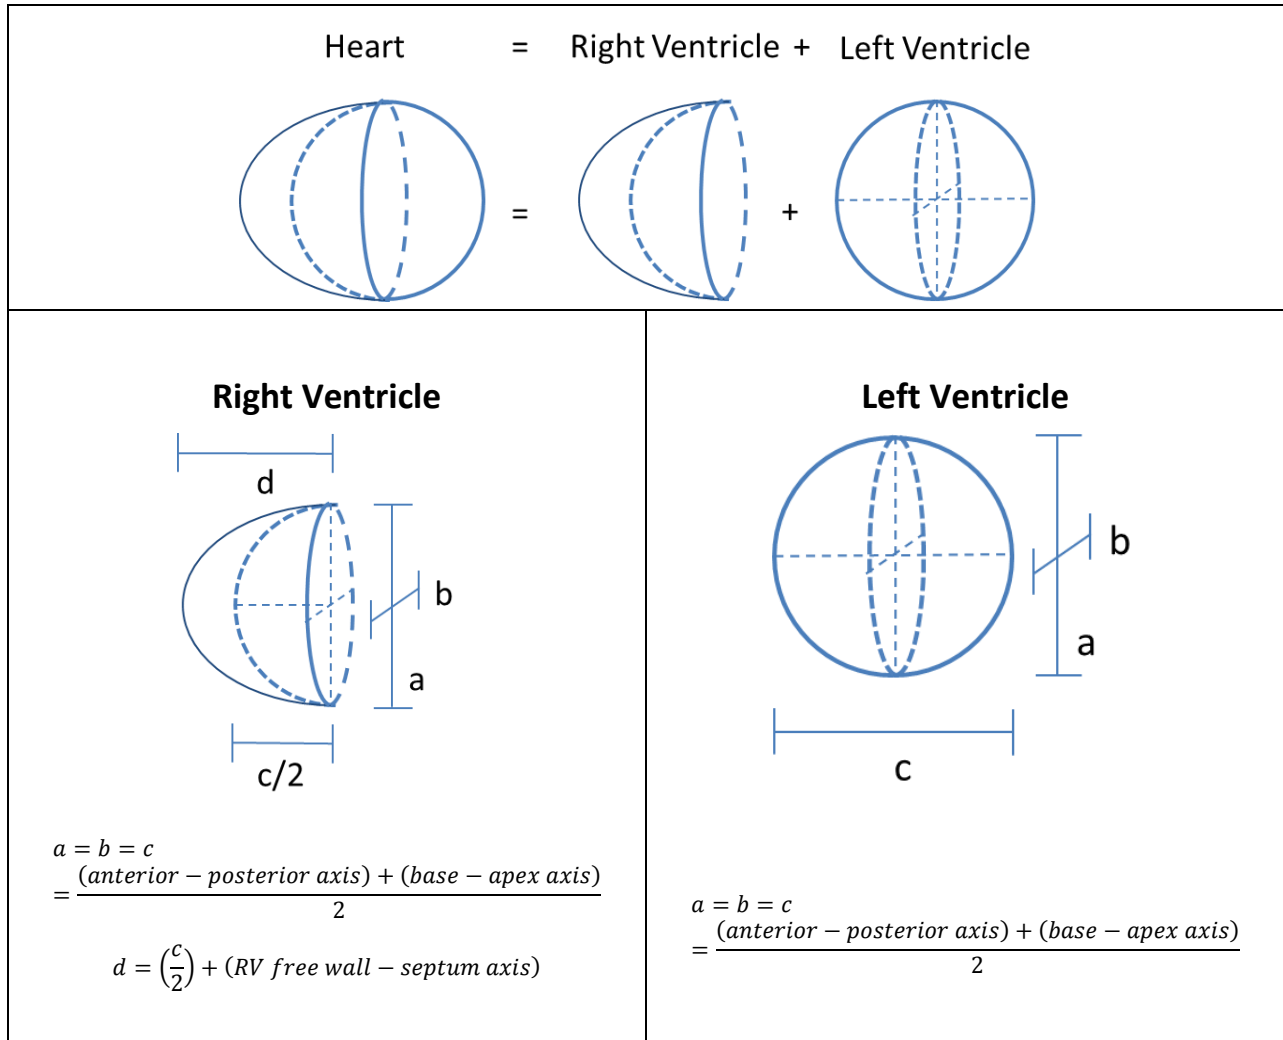 Heart = Right Ventricle + Left Ventricle
= +
Right Ventricle
d
b
a
c/2
a = b = c
= (anterior − posterior axis) + (base − apex axis)
2
d = (c/2) + (RV free wall − septum axis)
Left Ventricle
b
a
c
a = b = c
= (anterior − posterior axis) + (base − apex axis)
2